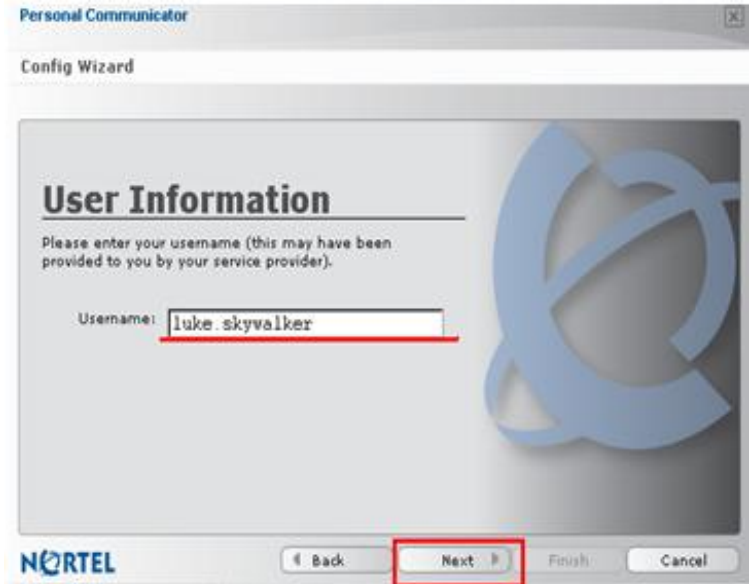 Personal Communicator
Config Wizard
User Information
Please enter your username (this may have been
provided to you by your service provider).
Username: luke.skywalker
NORTEL Back Next Finish Cancel